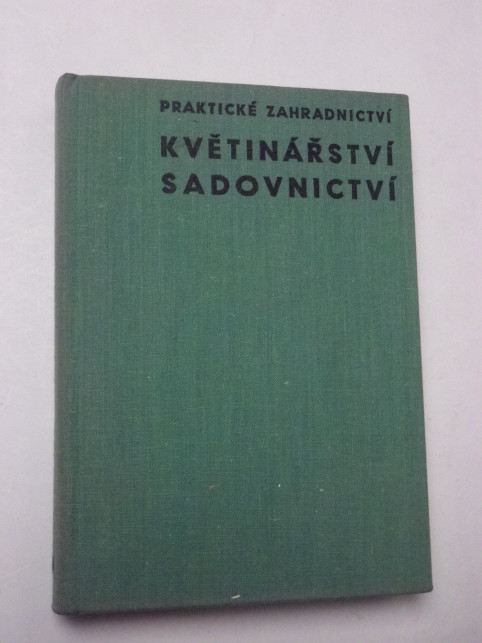 PRAKTICKÉ ZAHRADNICTVÍ
KVĚTINÁŘSTVÍ
SADOVNICTVÍ